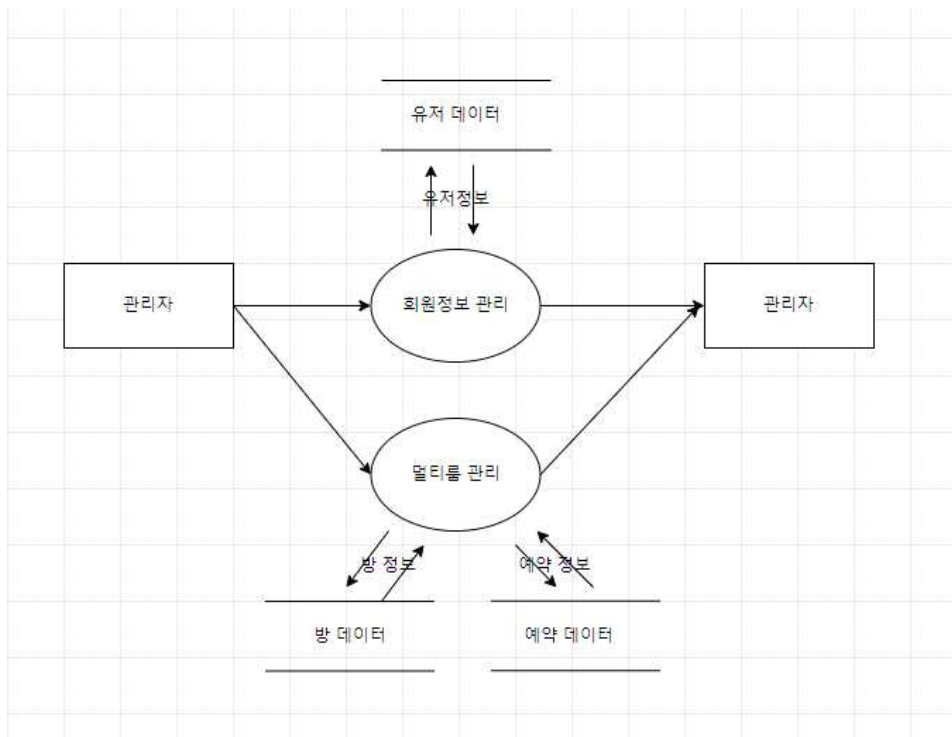 유저 데이터
유저정보
관리자
회원정보 관리
관리자
멀티룸 관리
방 정보
예약 정보
방 데이터
예약 데이터